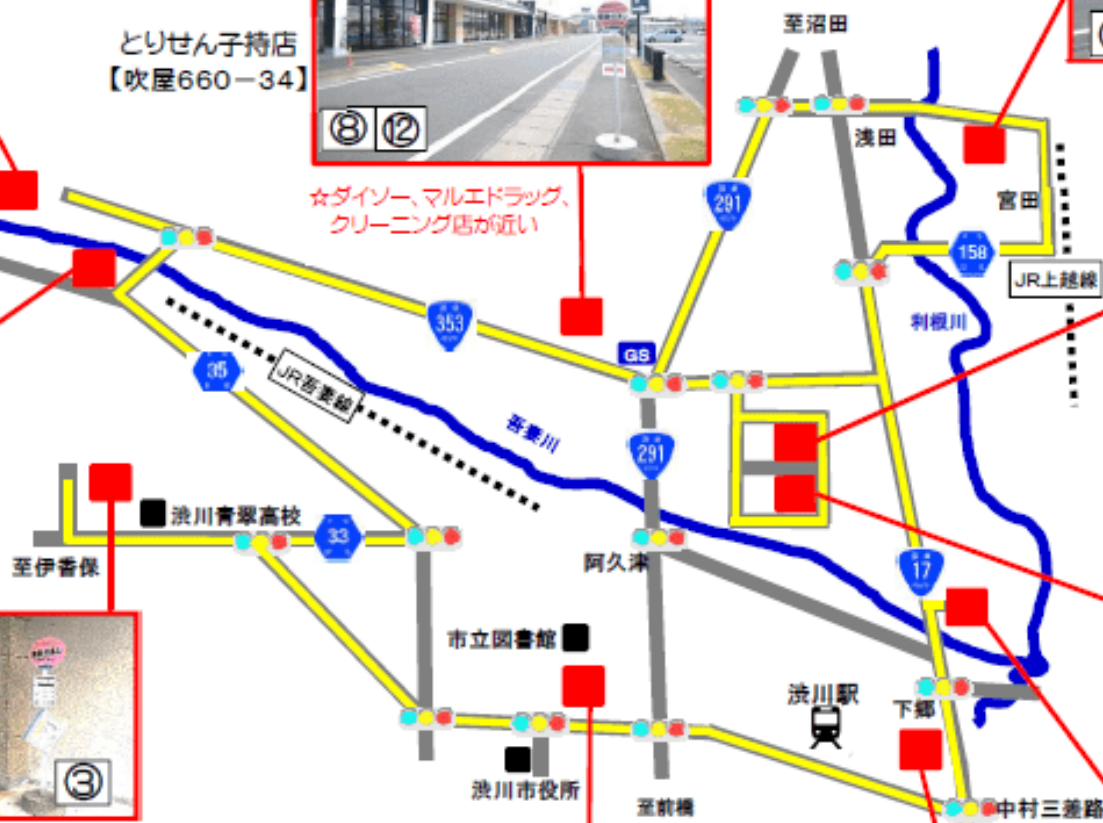 至沼田
とりせん子持店
【吹屋660-34】
⑧ ⑫
浅田
☆ダイソー、マルエドラッグ、
クリーニング店が近い
291
宮田
158
JR上越線
353
利根川
GS
35
JR吾妻線
吾妻川
291
渋川青翠高校
33
至伊香保
阿久津
17
市立図書館
渋川駅
下郷
③
渋川市役所
至前橋
中村三差路